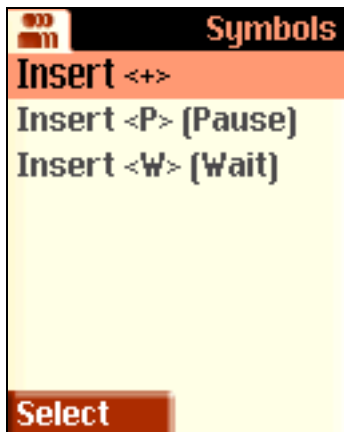 Symbols
Insert <+>
Insert <P> (Pause)
Insert <W> (Wait)
Select